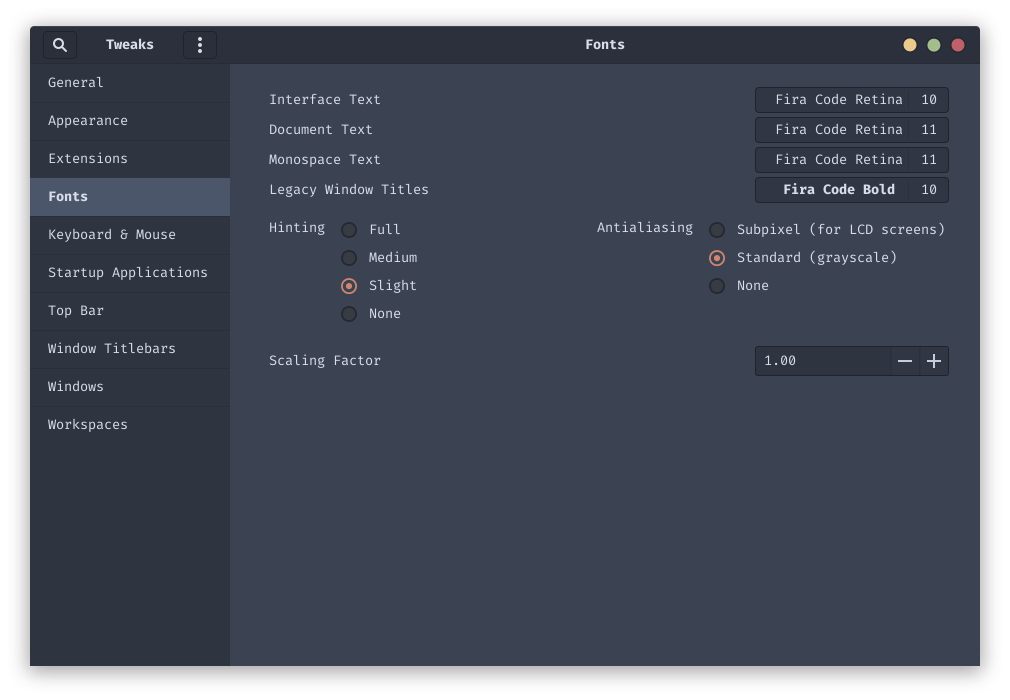 Tweaks
Fonts
General
Appearance
Extensions
Fonts
Keyboard & Mouse
Startup Applications
Top Bar
Window Titlebars
Windows
Workspaces
Interface Text Fira Code Retina 10
Document Text Fira Code Retina 11
Monospace Text Fira Code Retina 11
Legacy Window Titles Fira Code Bold 10
Hinting
Full
Medium
Slight
None
Antialiasing
Subpixel (for LCD screens)
Standard (grayscale)
None
Scaling Factor 1.00